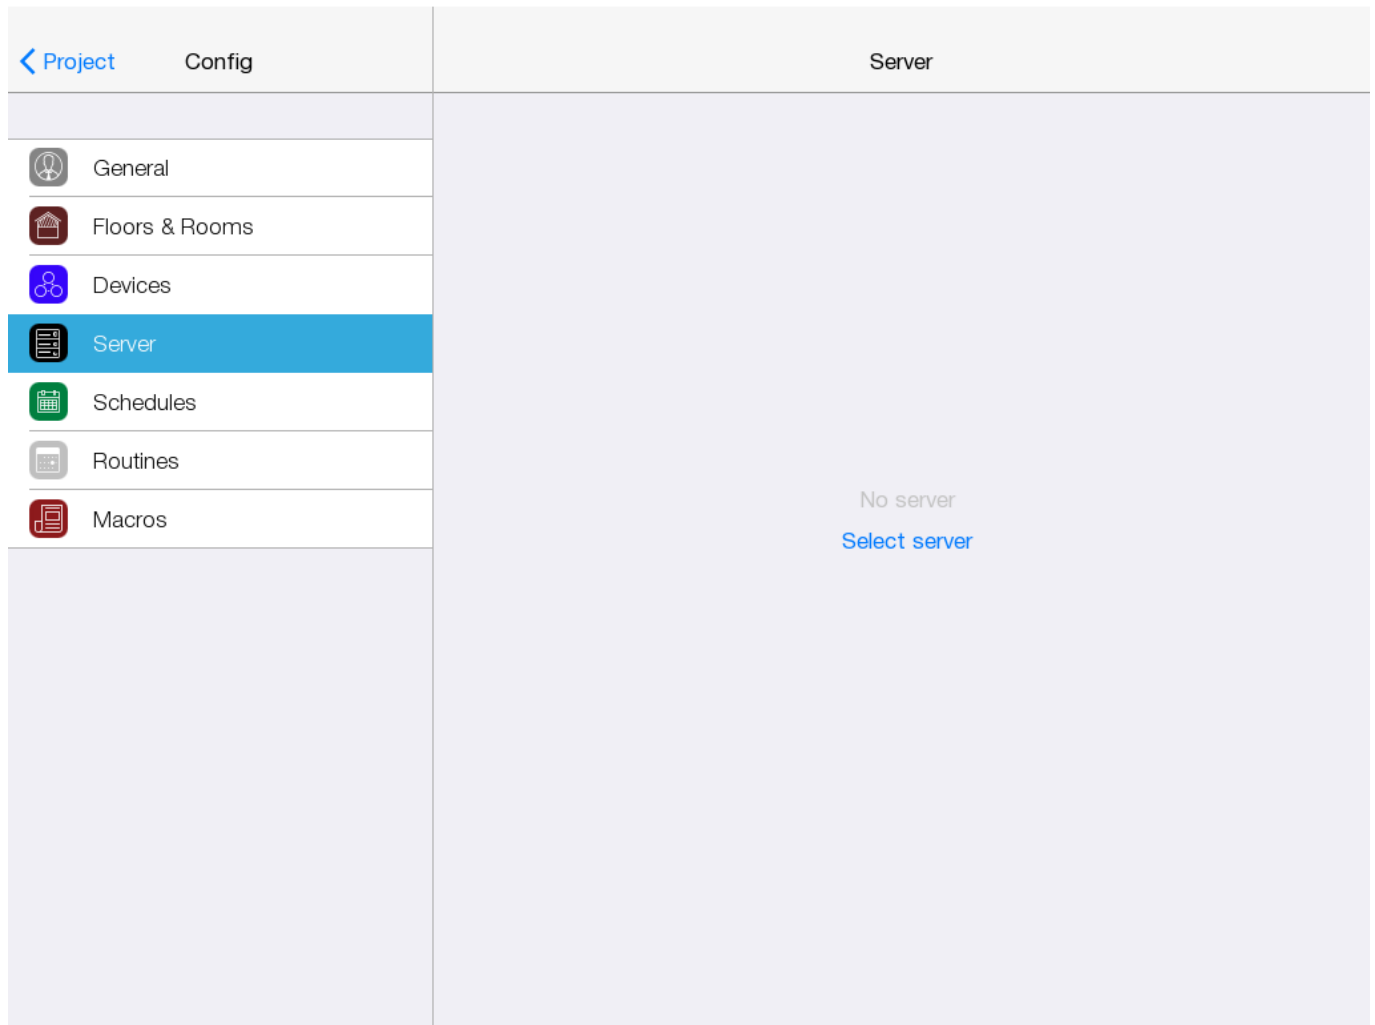 Project
Config
Server
General
Floors & Rooms
Devices
Server
Schedules
Routines
Macros
No server
Select server